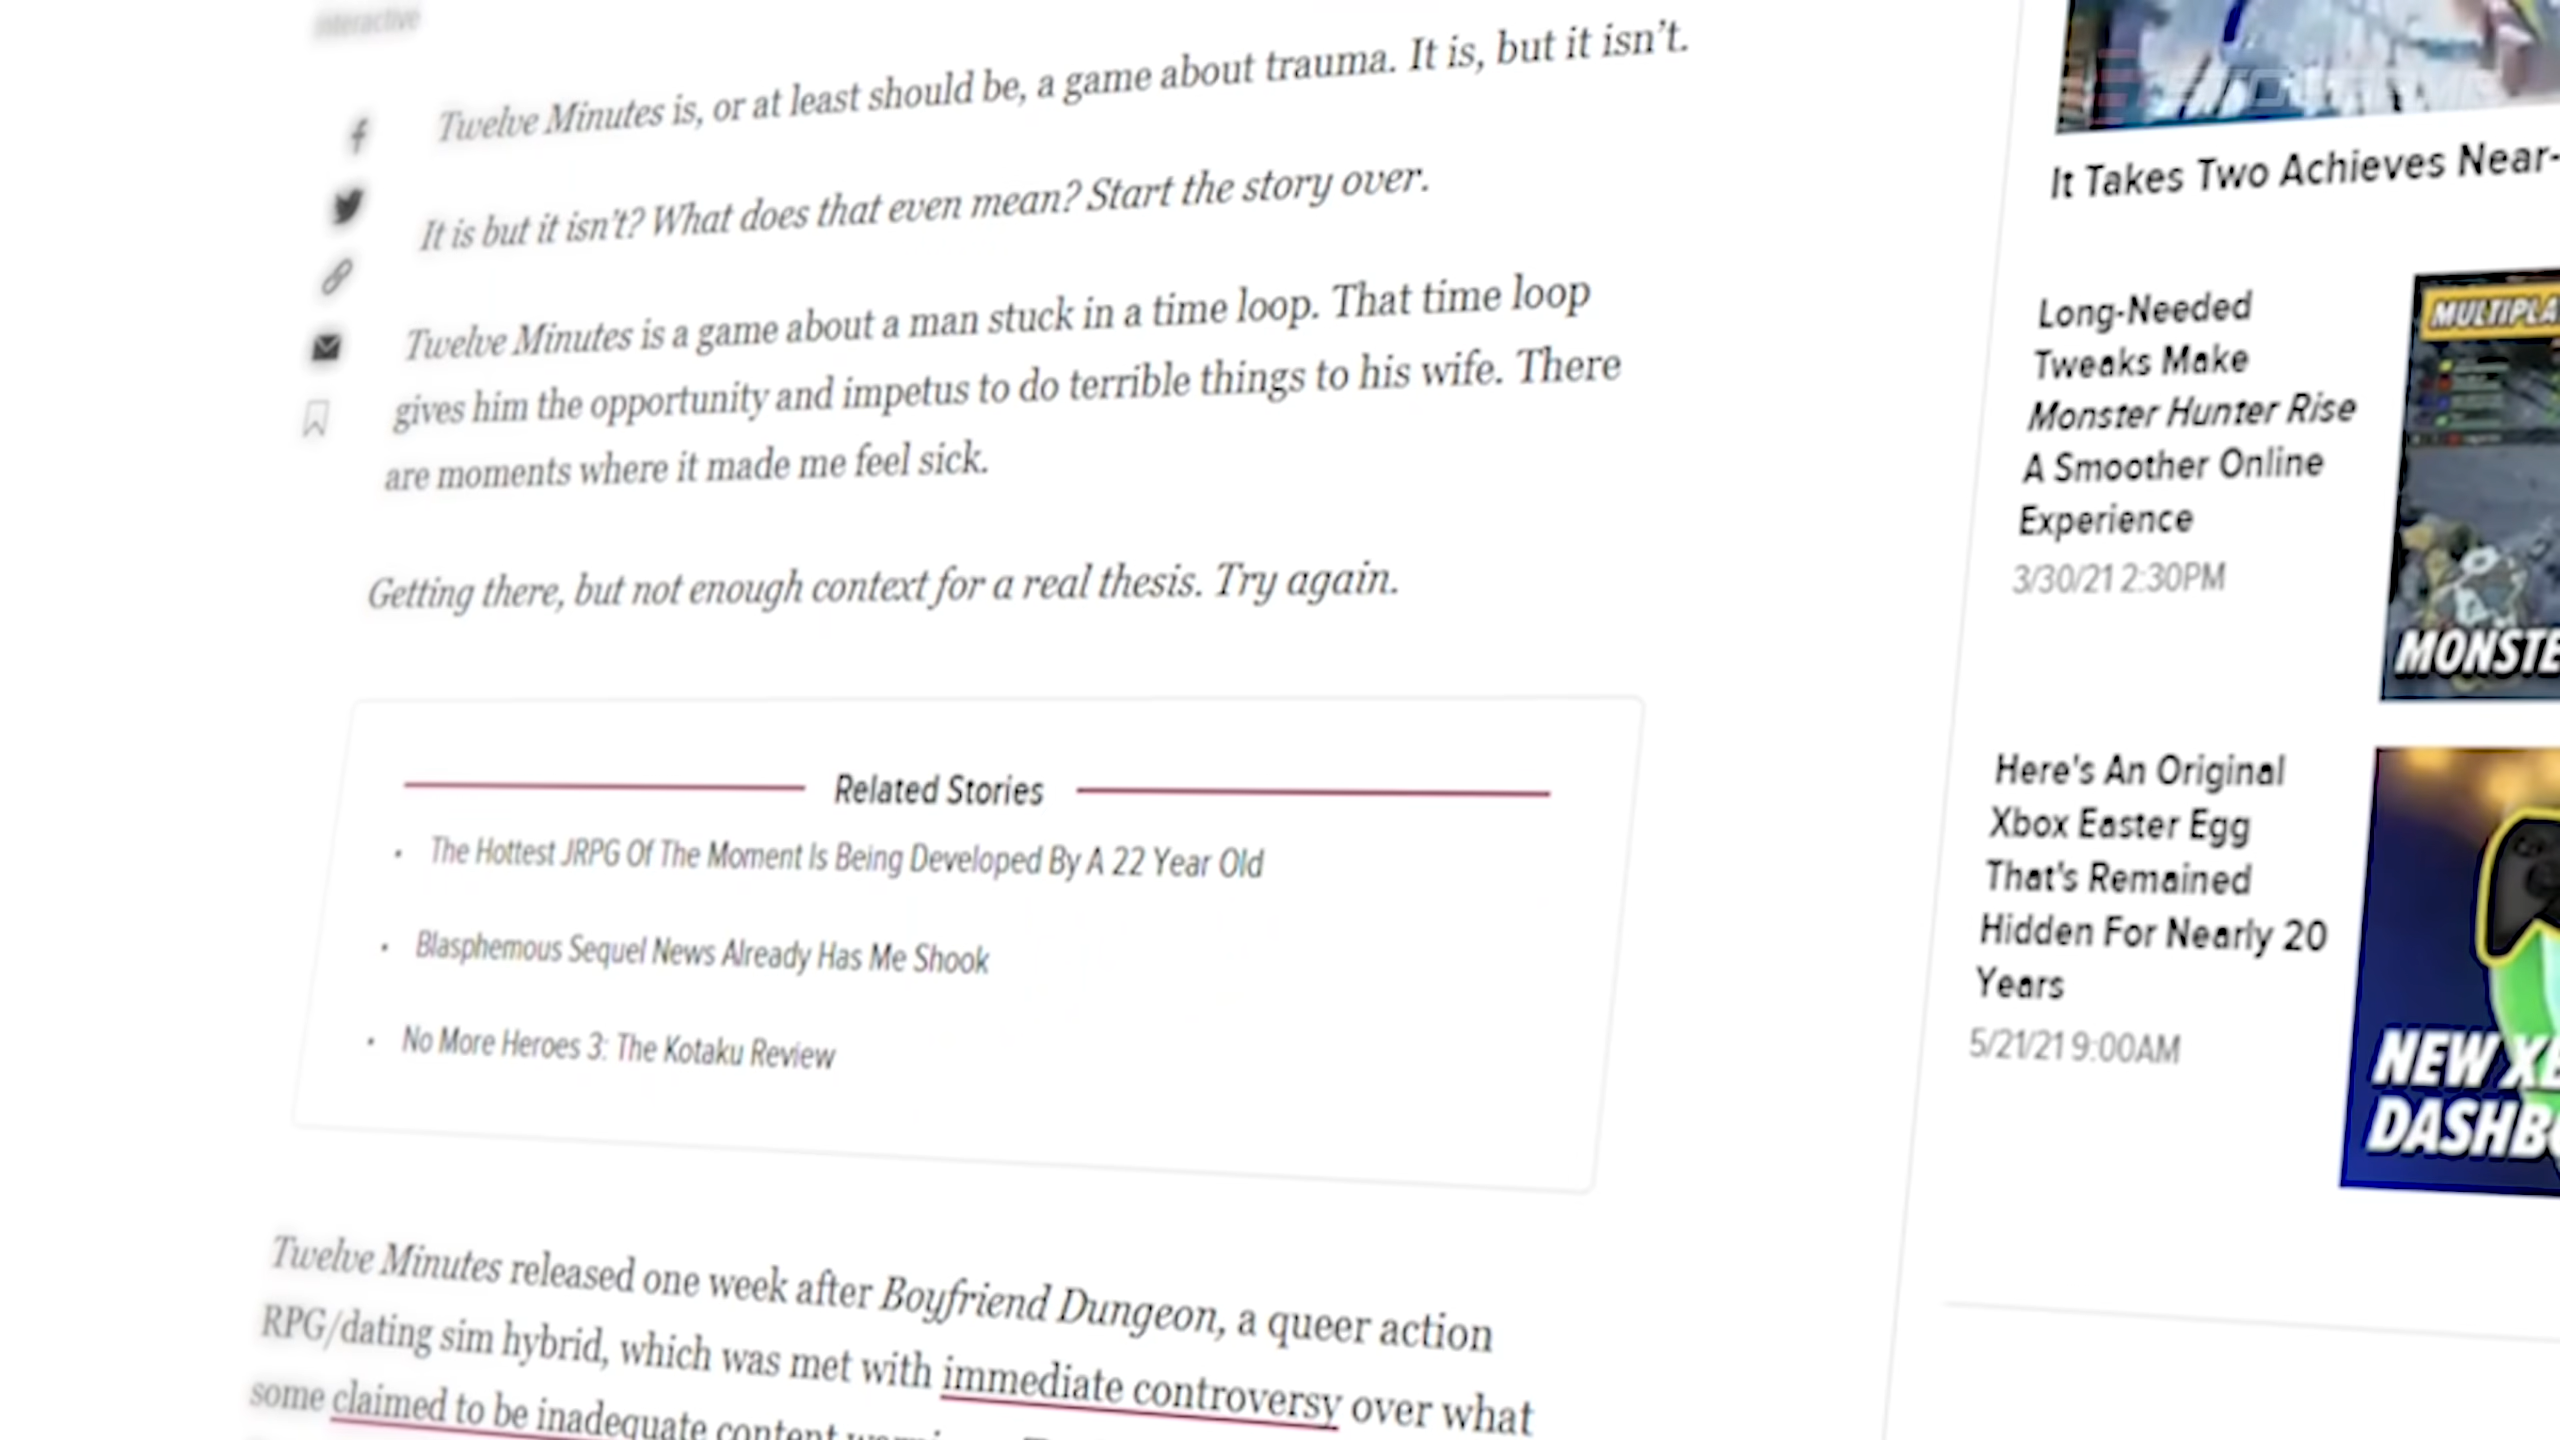 interactive
Twelve Minutes is, or at least should be, a game about trauma. It is, but it isn’t.
It is but it isn’t? What does that even mean? Start the story over.
Twelve Minutes is a game about a man stuck in a time loop. That time loop
gives him the opportunity and impetus to do terrible things to his wife. There
are moments where it made me feel sick.
Getting there, but not enough context for a real thesis. Try again.
Related Stories
The Hottest JRPG Of The Moment Is Being Developed By A 22 Year Old
Blasphemous Sequel News Already Has Me Shook
No More Heroes 3: The Kotaku Review
Twelve Minutes released one week after Boyfriend Dungeon, a queer action
RPG/dating sim hybrid, which was met with immediate controversy over what
some claimed to be inadequate content
It Takes Two Achieves Near-
Long-Needed
Tweaks Make
Monster Hunter Rise
A Smoother Online
Experience
3/30/21 2:30PM
MULTIPLA
MONSTE
Here's An Original
Xbox Easter Egg
That's Remained
Hidden For Nearly 20
Years
5/21/21 9:00AM
NEW XB
DASHB